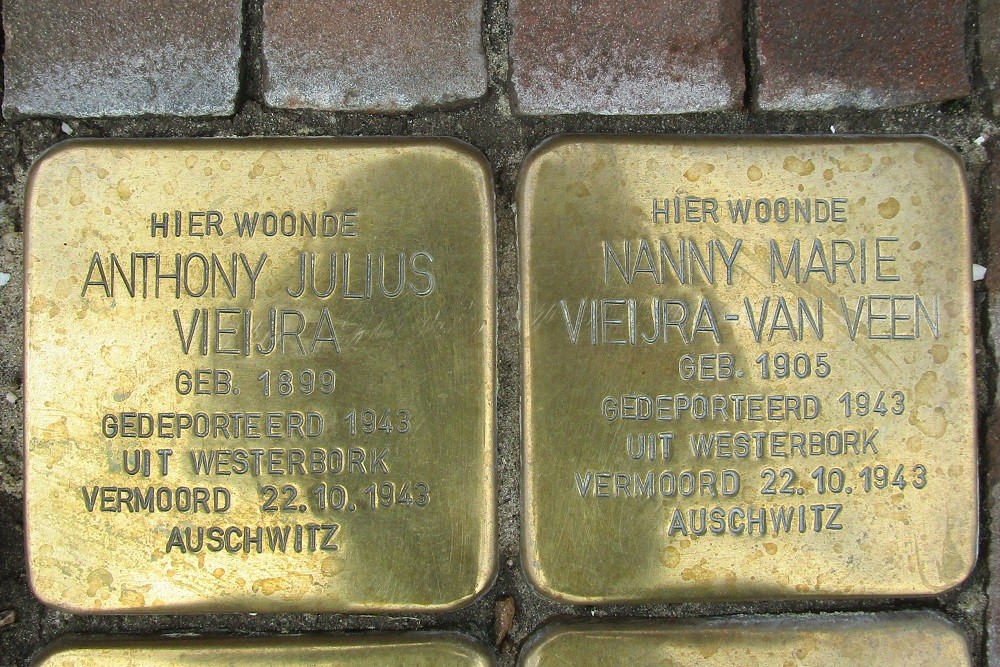 HIER WOONDE
ANTHONY JULIUS
VIEIJRA
GEB. 1899
GEDEPORTEERD 1943
UIT WESTERBORK
VERMOORD 22.10.1943
AUSCHWITZ
HIER WOONDE
NANNY MARIE
VIEIJRA-VAN VEEN
GEB. 1905
GEDEPORTEERD 1943
UIT WESTERBORK
VERMOORD 22.10.1943
AUSCHWITZ